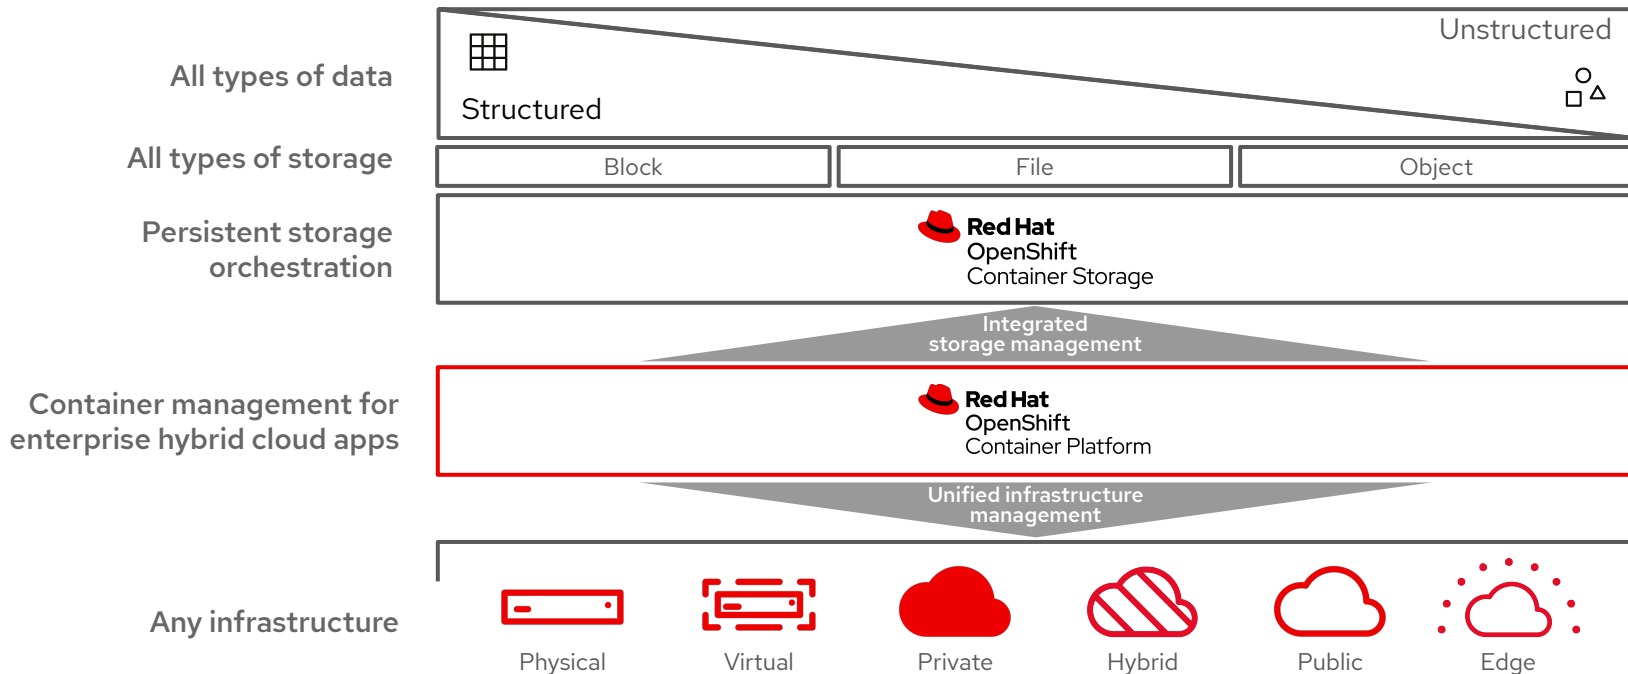 Unstructured
All types of data
Structured
All types of storage
Block
File
Object
Persistent storage
orchestration
Red Hat
OpenShift
Container Storage
Integrated
storage management
Container management for
enterprise hybrid cloud apps
Red Hat
OpenShift
Container Platform
Unified infrastructure
management
Any infrastructure
Physical
Virtual
Private
Hybrid
Public
Edge